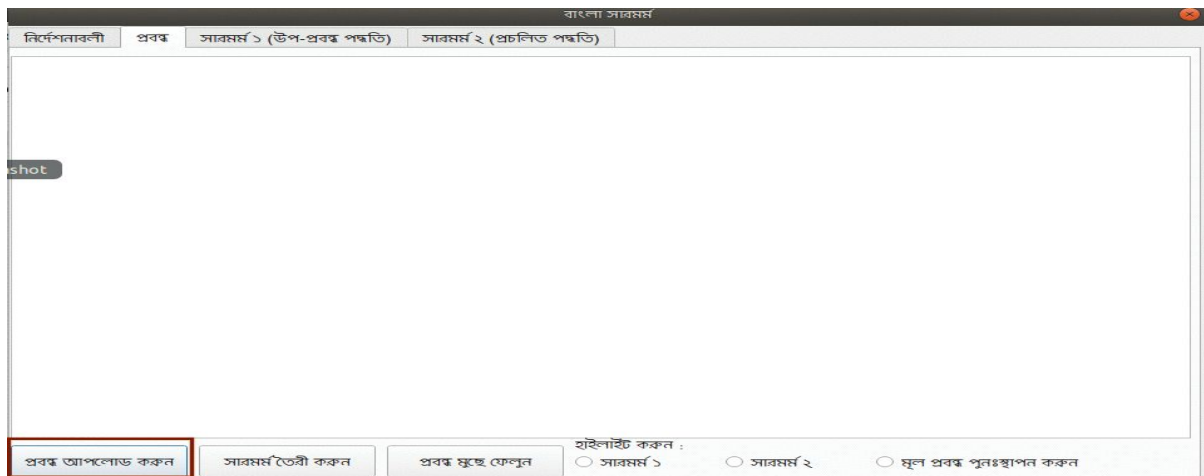 বাংলা সারমর্ম
নির্দেশনাবলী প্রবন্ধ সারমর্ম ১ (উপ-প্রবন্ধ পদ্ধতি) সারমর্ম ২ (প্রচলিত পদ্ধতি)
shot
হাইলাইট করুন :
প্রবন্ধ আপলোড করুন সারমর্ম তৈরী করুন প্রবন্ধ মুছে ফেলুন সারমর্ম ১ সারমর্ম ২ মূল প্রবন্ধ পুনঃস্থাপন করুন